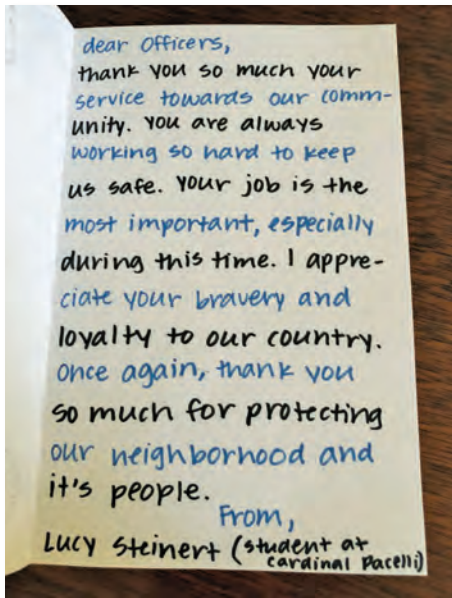 dear officers,
thank you so much your
service towards our comm-
unity. you are always
working so hard to keep
us safe. your job is the
most important, especially
during this time. I appre-
ciate your bravery and
loyalty to our country.
once again, thank you
so much for protecting
our neighborhood and
it's people.
From,
Lucy Steinert (student at
cardinal Pacelli)